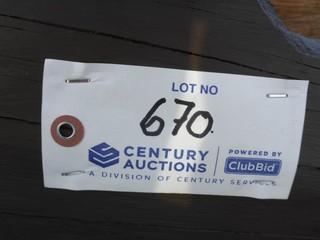 LOT NO
670.
CENTURY AUCTIONS
POWERED BY
ClubBid
A DIVISION OF CENTURY SERVICES